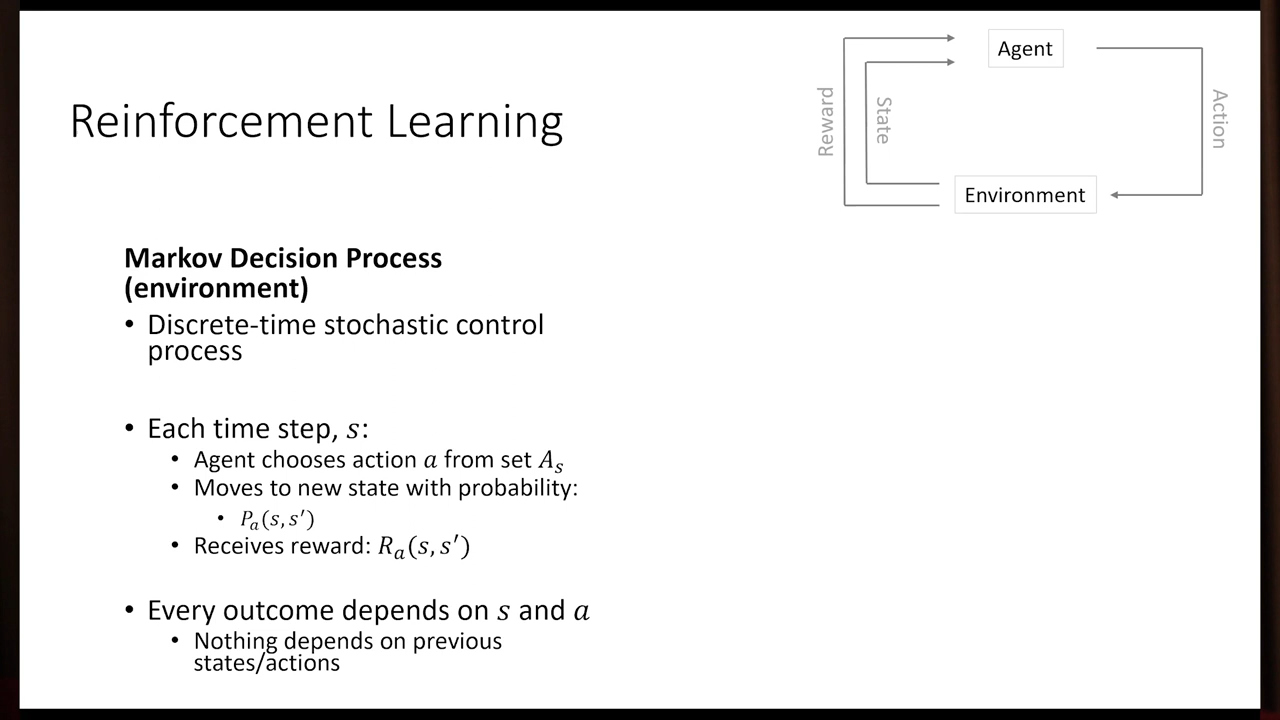 Reinforcement Learning
Agent
Reward
State
Action
Environment
Markov Decision Process
(environment)
• Discrete-time stochastic control
process
• Each time step, s:
• Agent chooses action a from set Aₛ
• Moves to new state with probability:
• Pₐ(s, s′)
• Receives reward: Rₐ(s, s′)
• Every outcome depends on s and a
• Nothing depends on previous
states/actions